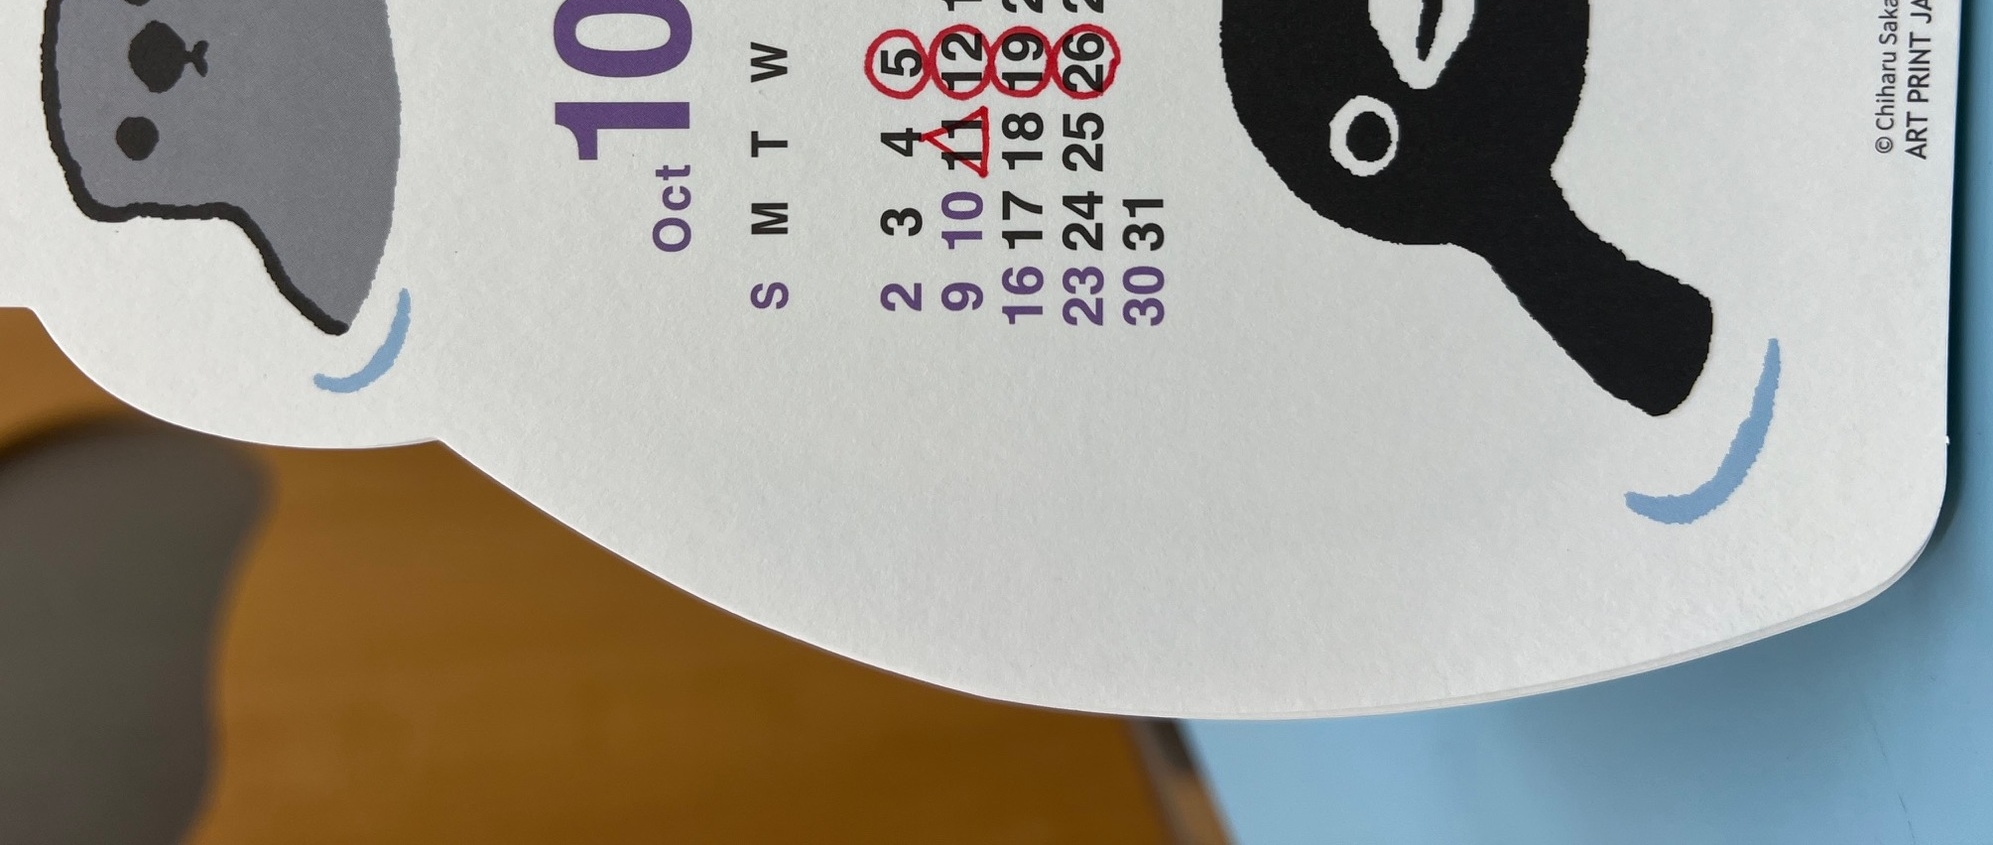 Oct 10
S M T W
2 3 4 5
9 10 11 12
16 17 18 19
23 24 25 26
30 31
© Chiharu Saka
ART PRINT JA